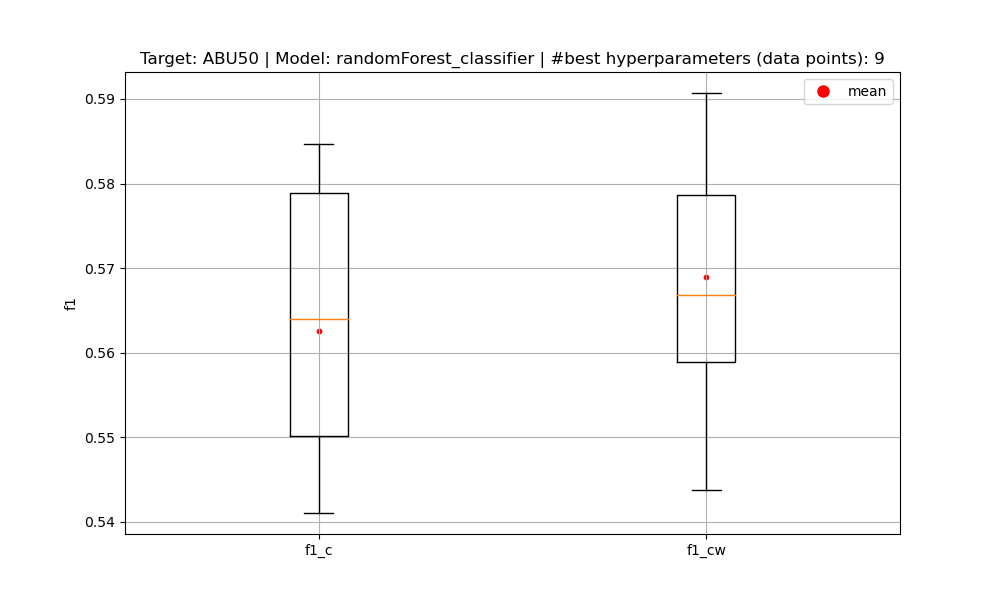 Target: ABU50 | Model: randomForest_classifier | #best hyperparameters (data points): 9
mean
0.59
0.58
0.57
0.56
0.55
0.54
f1
f1_c
f1_cw